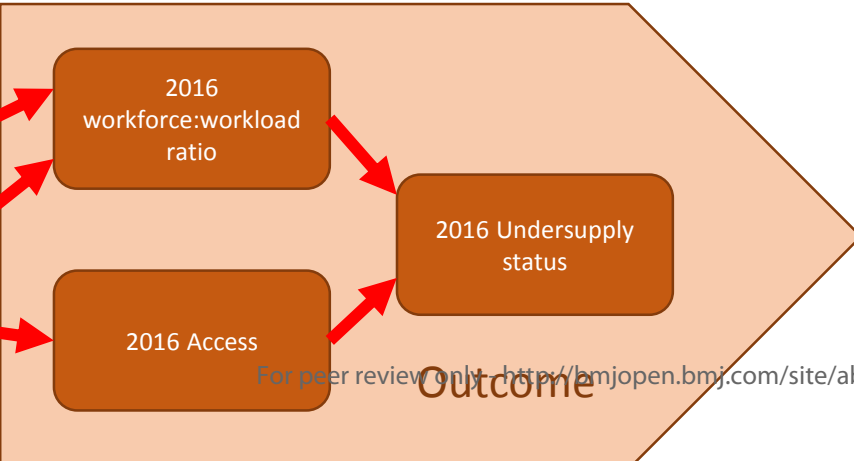 2016
workforce:workload
ratio
2016 Undersupply
status
2016 Access
For peer review only - http://bmjopen.bmj.com/site/ab
Outcome